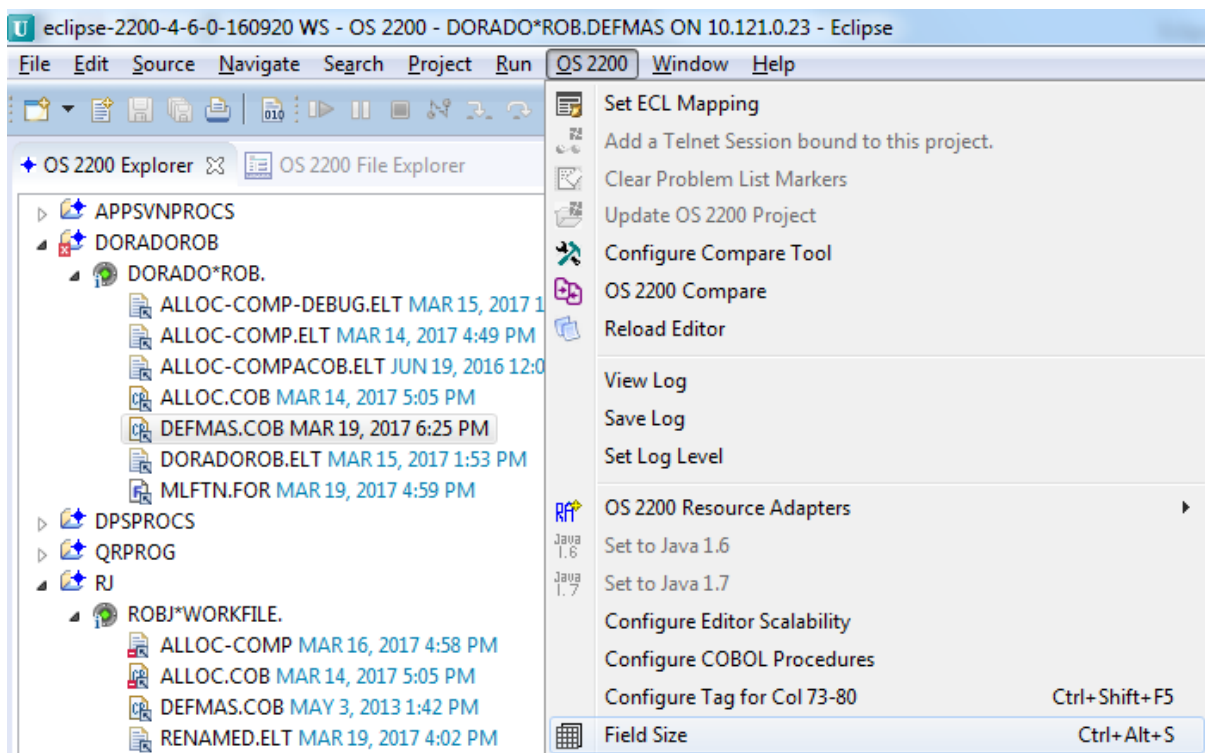 eclipse-2200-4-6-0-160920 WS - OS 2200 - DORADO*ROB.DEFMAS ON 10.121.0.23 - Eclipse
File Edit Source Navigate Search Project Run OS 2200 Window Help
OS 2200 Explorer OS 2200 File Explorer
APPSVNPROCS
DORADOROB
DORADO*ROB.
ALLOC-COMP-DEBUG.ELT MAR 15, 2017 1
ALLOC-COMP.ELT MAR 14, 2017 4:49 PM
ALLOC-COMPACOB.ELT JUN 19, 2016 12:0
ALLOC.COB MAR 14, 2017 5:05 PM
DEFMAS.COB MAR 19, 2017 6:25 PM
DORADOROB.ELT MAR 15, 2017 1:53 PM
MLFTN.FOR MAR 19, 2017 4:59 PM
DPSPROCS
QRPROG
RJ
ROBJ*WORKFILE.
ALLOC-COMP MAR 16, 2017 4:58 PM
ALLOC.COB MAR 14, 2017 5:05 PM
DEFMAS.COB MAY 3, 2013 1:42 PM
RENAMED.ELT MAR 19, 2017 4:02 PM
Set ECL Mapping
Add a Telnet Session bound to this project.
Clear Problem List Markers
Update OS 2200 Project
Configure Compare Tool
OS 2200 Compare
Reload Editor
View Log
Save Log
Set Log Level
RA OS 2200 Resource Adapters
Java 1.6 Set to Java 1.6
Java 1.7 Set to Java 1.7
Configure Editor Scalability
Configure COBOL Procedures
Configure Tag for Col 73-80 Ctrl+Shift+F5
Field Size Ctrl+Alt+S